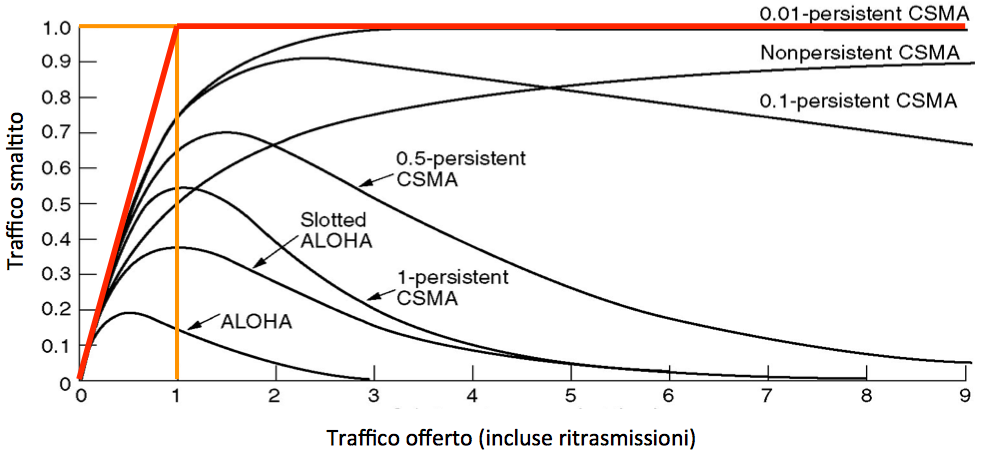 0.01-persistent CSMA
Nonpersistent CSMA
0.1-persistent CSMA
0.5-persistent
CSMA
Slotted
ALOHA
1-persistent
CSMA
ALOHA
Traffico smaltito
1.0
0.9
0.8
0.7
0.6
0.5
0.4
0.3
0.2
0.1
0
0 1 2 3 4 5 6 7 8 9
Traffico offerto (incluse ritrasmissioni)